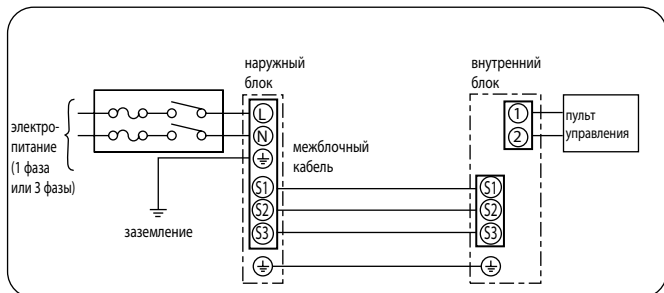 наружный
блок
внутренний
блок
электро-
питание
(1 фаза
или 3 фазы)
L
N
заземление
межблочный
кабель
S1
S2
S3
1
2
пульт
управления
S1
S2
S3